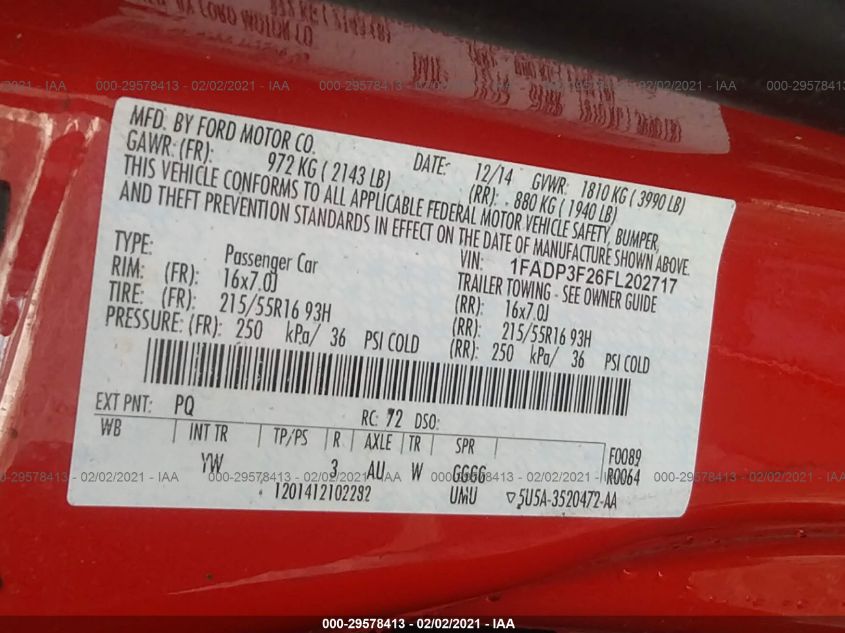 000-29578413 - 02/02/2021 - IAA
MFD. BY FORD MOTOR CO.
DATE: 12/14 GVWR: 1810 KG ( 3990 LB)
GAWR: (FR): 972 KG ( 2143 LB) (RR): 880 KG ( 1940 LB)
THIS VEHICLE CONFORMS TO ALL APPLICABLE FEDERAL MOTOR VEHICLE SAFETY, BUMPER,
AND THEFT PREVENTION STANDARDS IN EFFECT ON THE DATE OF MANUFACTURE SHOWN ABOVE.
VIN: 1FADP3F26FL202717
TYPE: Passenger Car TRAILER TOWING - SEE OWNER GUIDE
RIM: (FR): 16x7.0J (RR): 16x7.0J
TIRE: (FR): 215/55R16 93H (RR): 215/55R16 93H
PRESSURE: (FR): 250 kPa/ 36 PSI COLD (RR): 250 kPa/ 36 PSI COLD
EXT PNT: PQ RC: 72 DSO:
WB INT TR TP/PS R AXLE TR SPR F0089
YW 3 AU W GGGG R0064
1201412102282 UMU 5U5A-3520472-AA
000-29578413 - 02/02/2021 - IAA